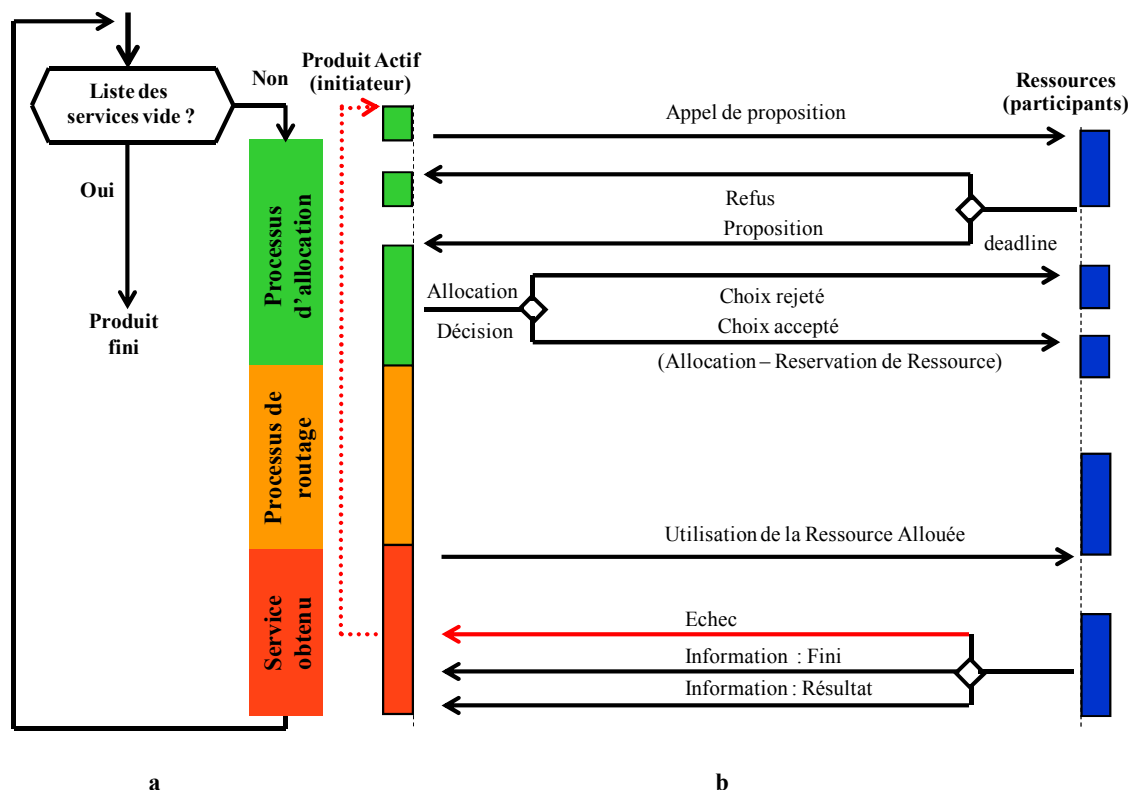 Liste des
services vide ?
Non
Oui
Produit
fini
Processus
d’allocation
Processus de
routage
Service
obtenu
a
Produit Actif
(initiateur)
Ressources
(participants)
Appel de proposition
Refus
Proposition
deadline
Allocation
Décision
Choix rejeté
Choix accepté
(Allocation – Reservation de Ressource)
Utilisation de la Ressource Allouée
Echec
Information : Fini
Information : Résultat
b